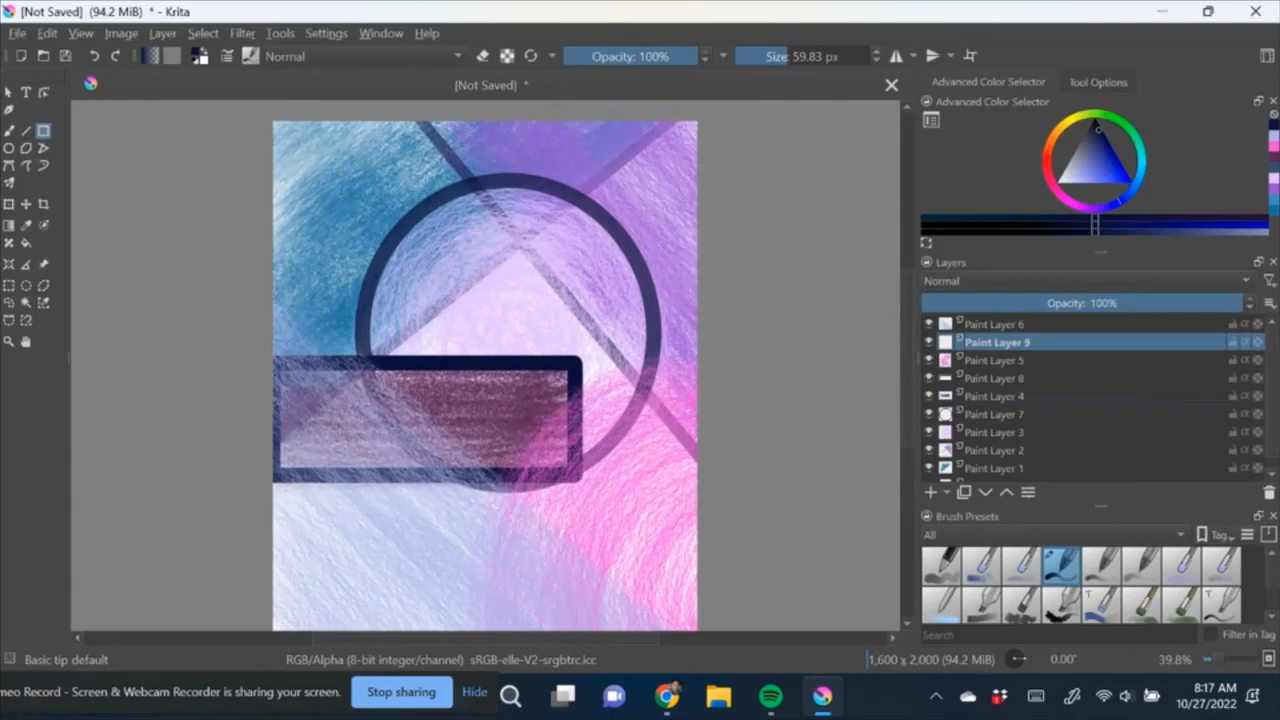 [Not Saved] (94.2 MiB) * - Krita
File Edit View Image Layer Select Filter Tools Settings Window Help
Normal Opacity: 100% Size: 59.83 px
[Not Saved] *
Advanced Color Selector Tool Options
Advanced Color Selector
Layers
Normal
Opacity: 100%
Paint Layer 6
Paint Layer 9
Paint Layer 5
Paint Layer 8
Paint Layer 4
Paint Layer 7
Paint Layer 3
Paint Layer 2
Paint Layer 1
Brush Presets
All Tag
Search Filter in Tag
Basic tip default RGB/Alpha (8-bit integer/channel) sRGB-elle-V2-srgbtrc.icc 1,600 x 2,000 (94.2 MiB) 0.00° 39.8%
meo Record - Screen & Webcam Recorder is sharing your screen. Stop sharing Hide
8:17 AM
10/27/2022